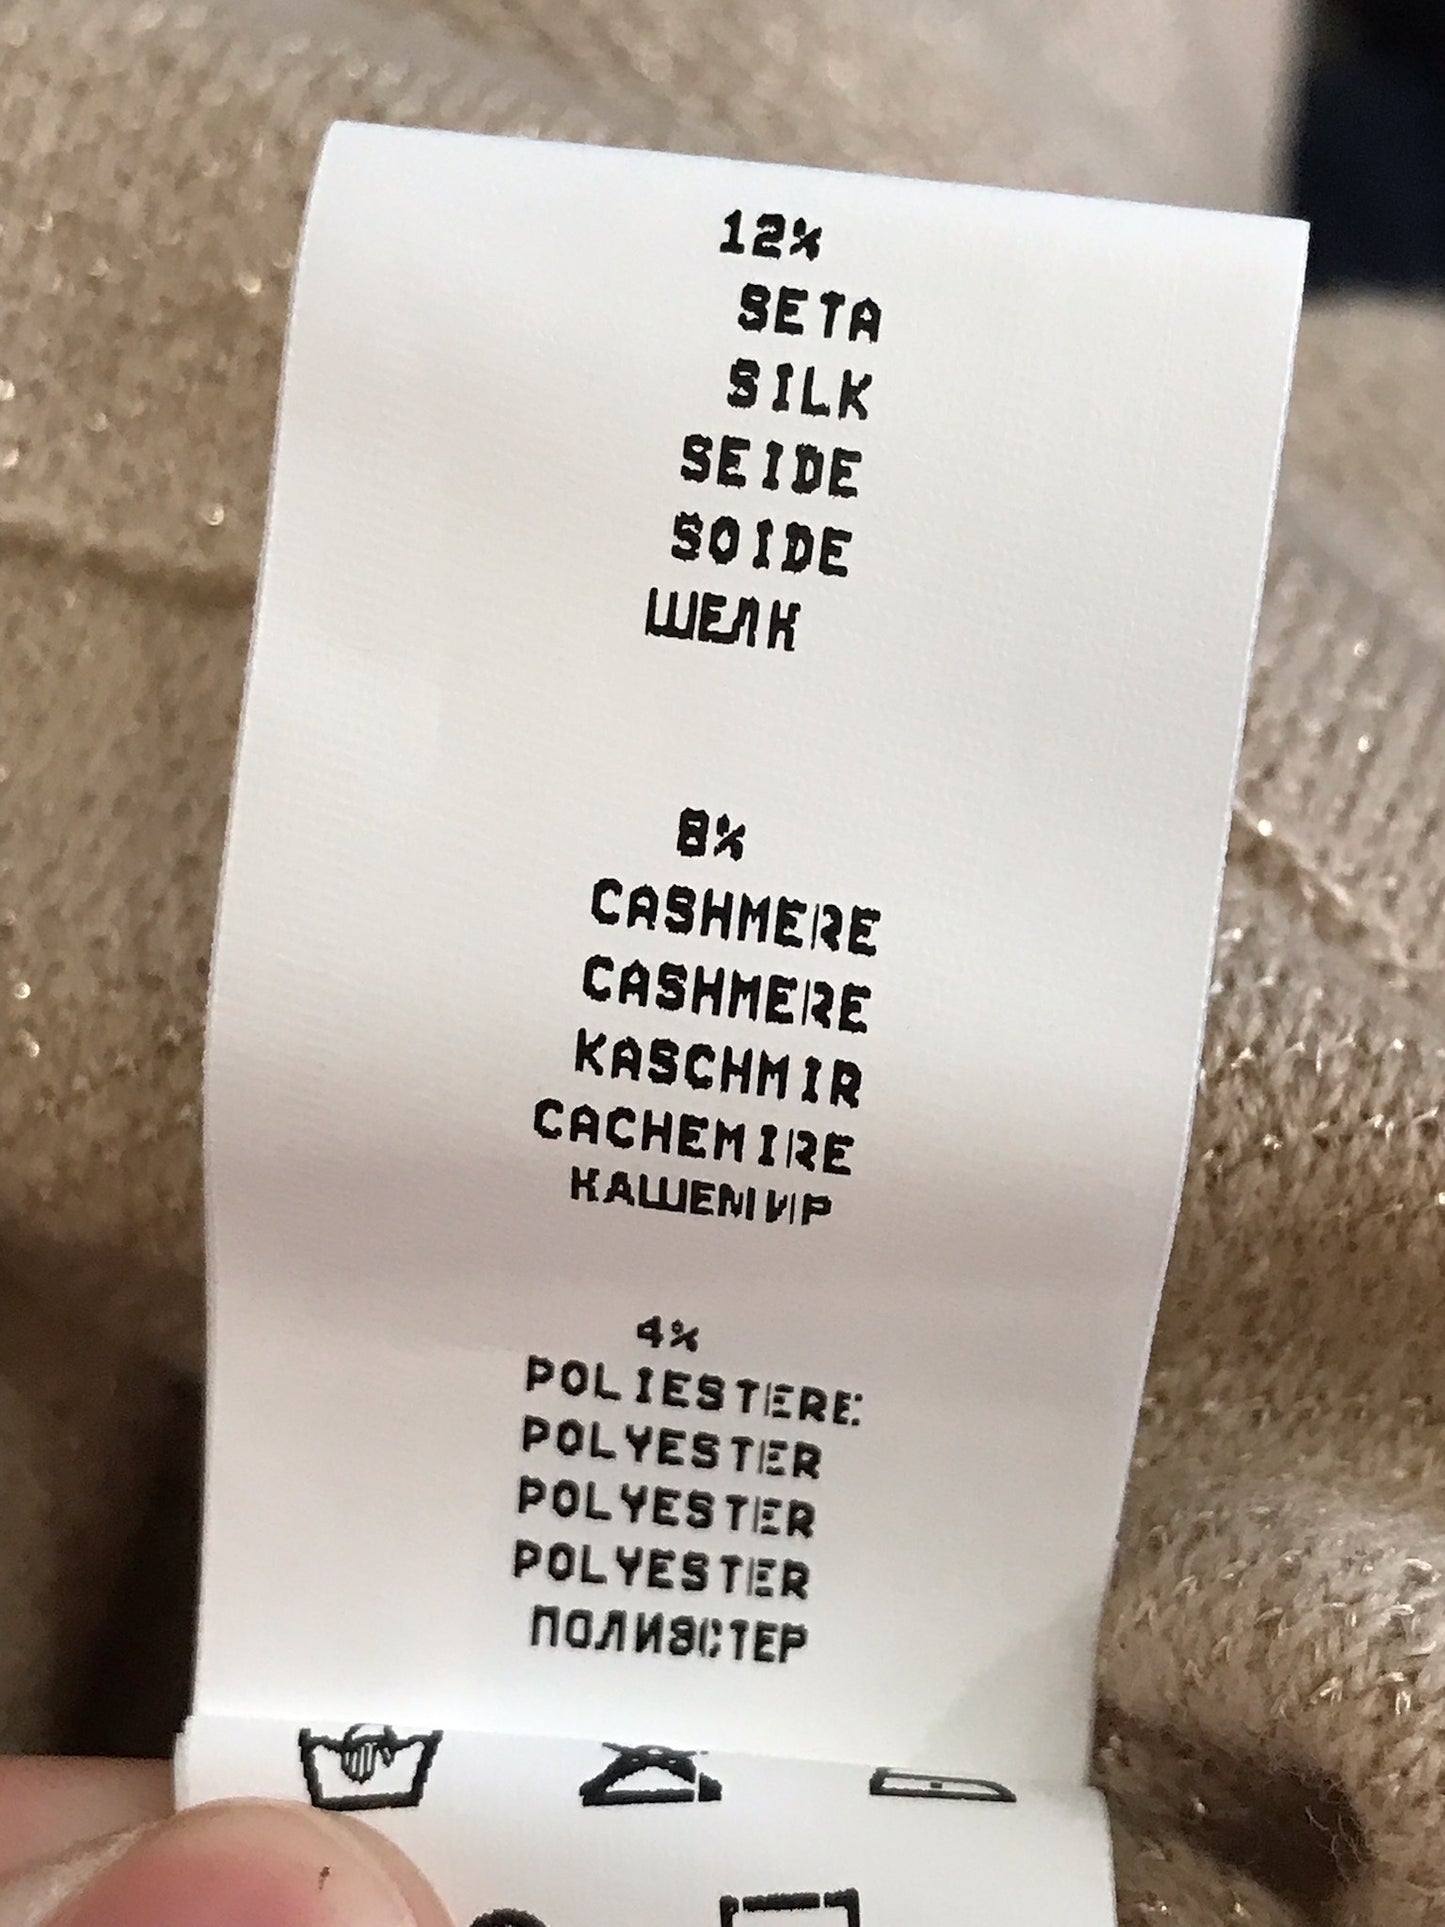 12%
SETA
SILK
SEIDE
SOIDE
ШЕЛК
8%
CASHMERE
CASHMERE
KASCHMIR
CACHEMIRE
КАШЕМИР
4%
POLIESTERE
POLYESTER
POLYESTER
POLYESTER
ПОЛИЭСТЕР